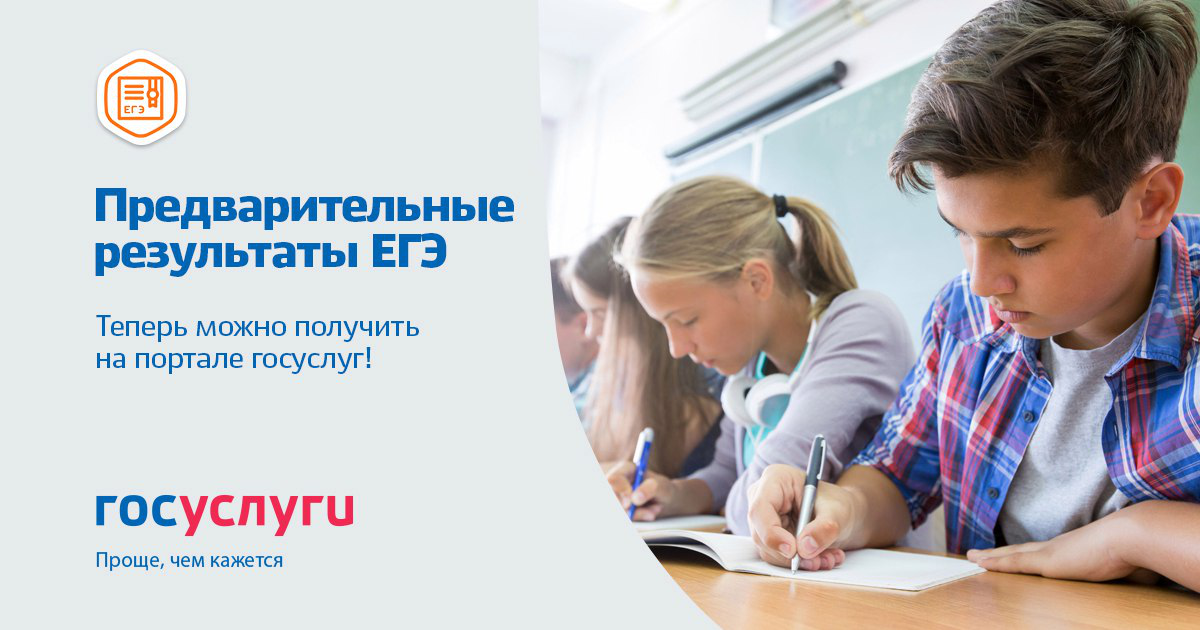 ЕГЭ
Предварительные
результаты ЕГЭ
Теперь можно получить
на портале госуслуг!
госуслуги
Проще, чем кажется